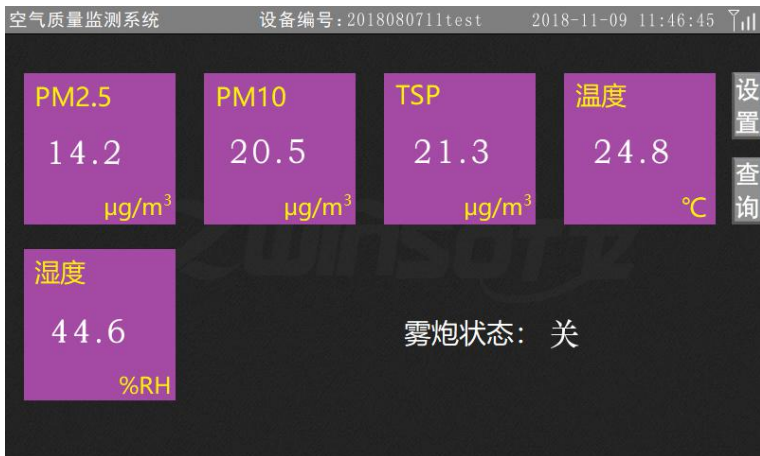 空气质量监测系统 设备编号:2018080711test 2018-11-09 11:46:45
PM2.5 PM10 TSP 温度
14.2 20.5 21.3 24.8
μg/m³ μg/m³ μg/m³ ℃
设置
查询
湿度
44.6
%RH
雾炮状态： 关